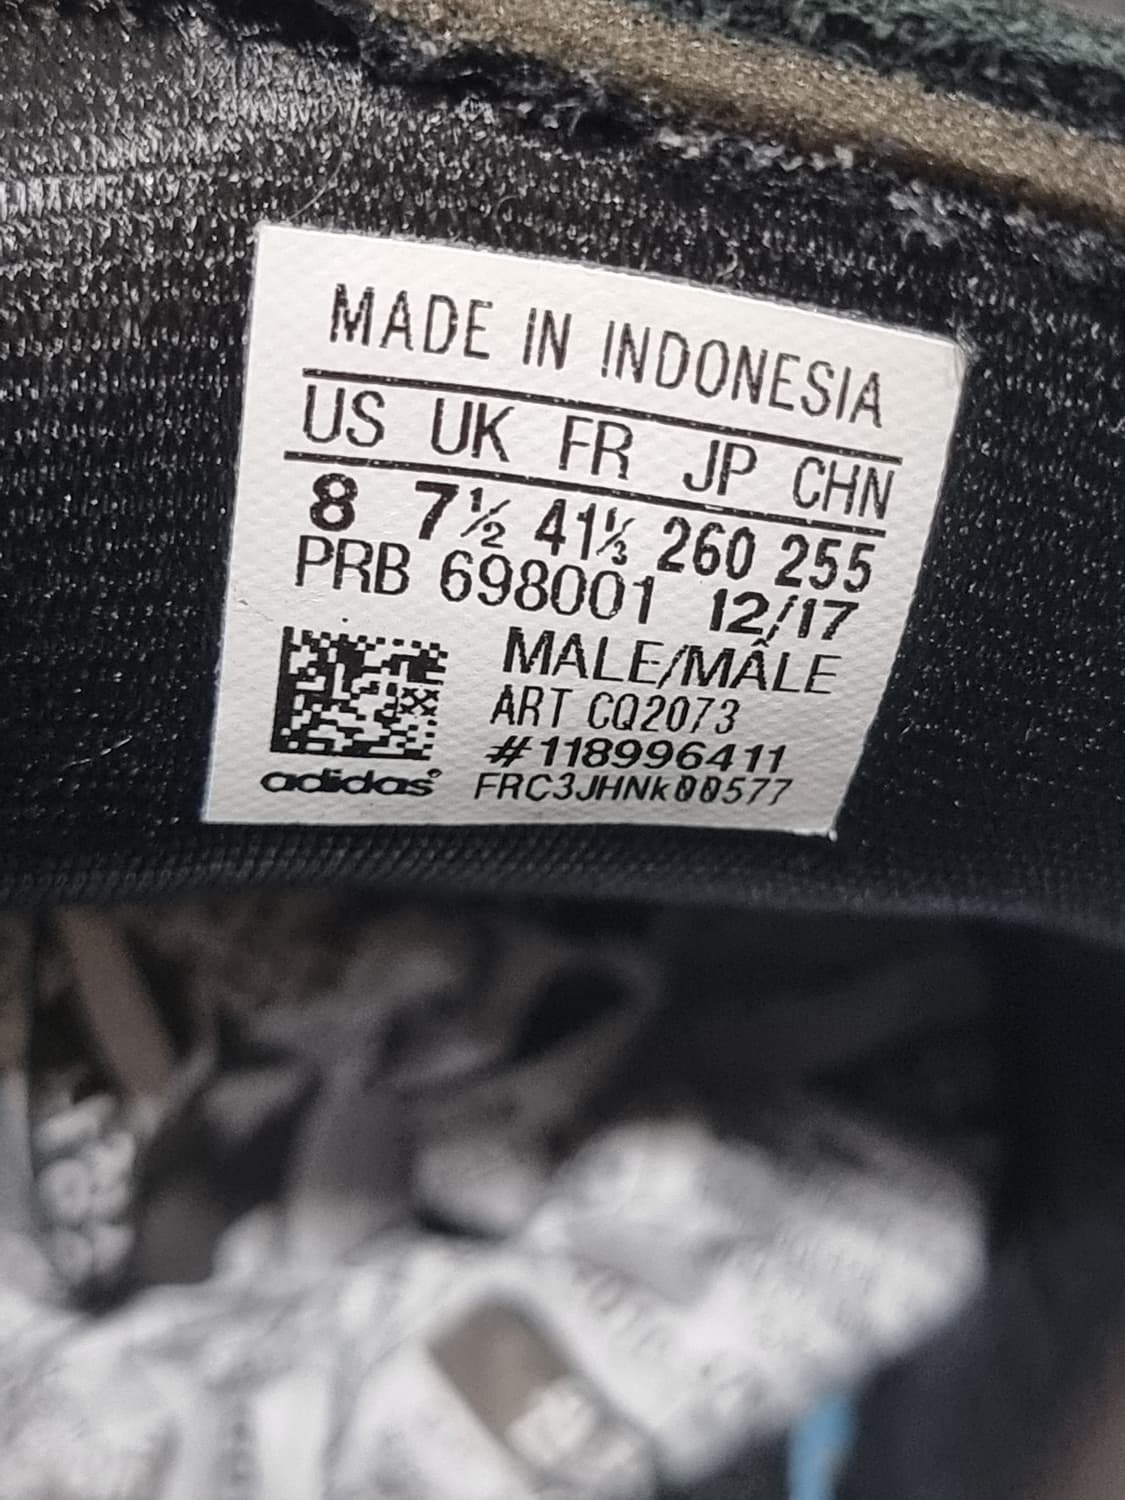 MADE IN INDONESIA
US UK FR JP CHN
8 7½ 41⅓ 260 255
PRB 698001 12/17
MALE/MÂLE
ART CQ2073
#118996411
adidas® FRC3JHNk00577